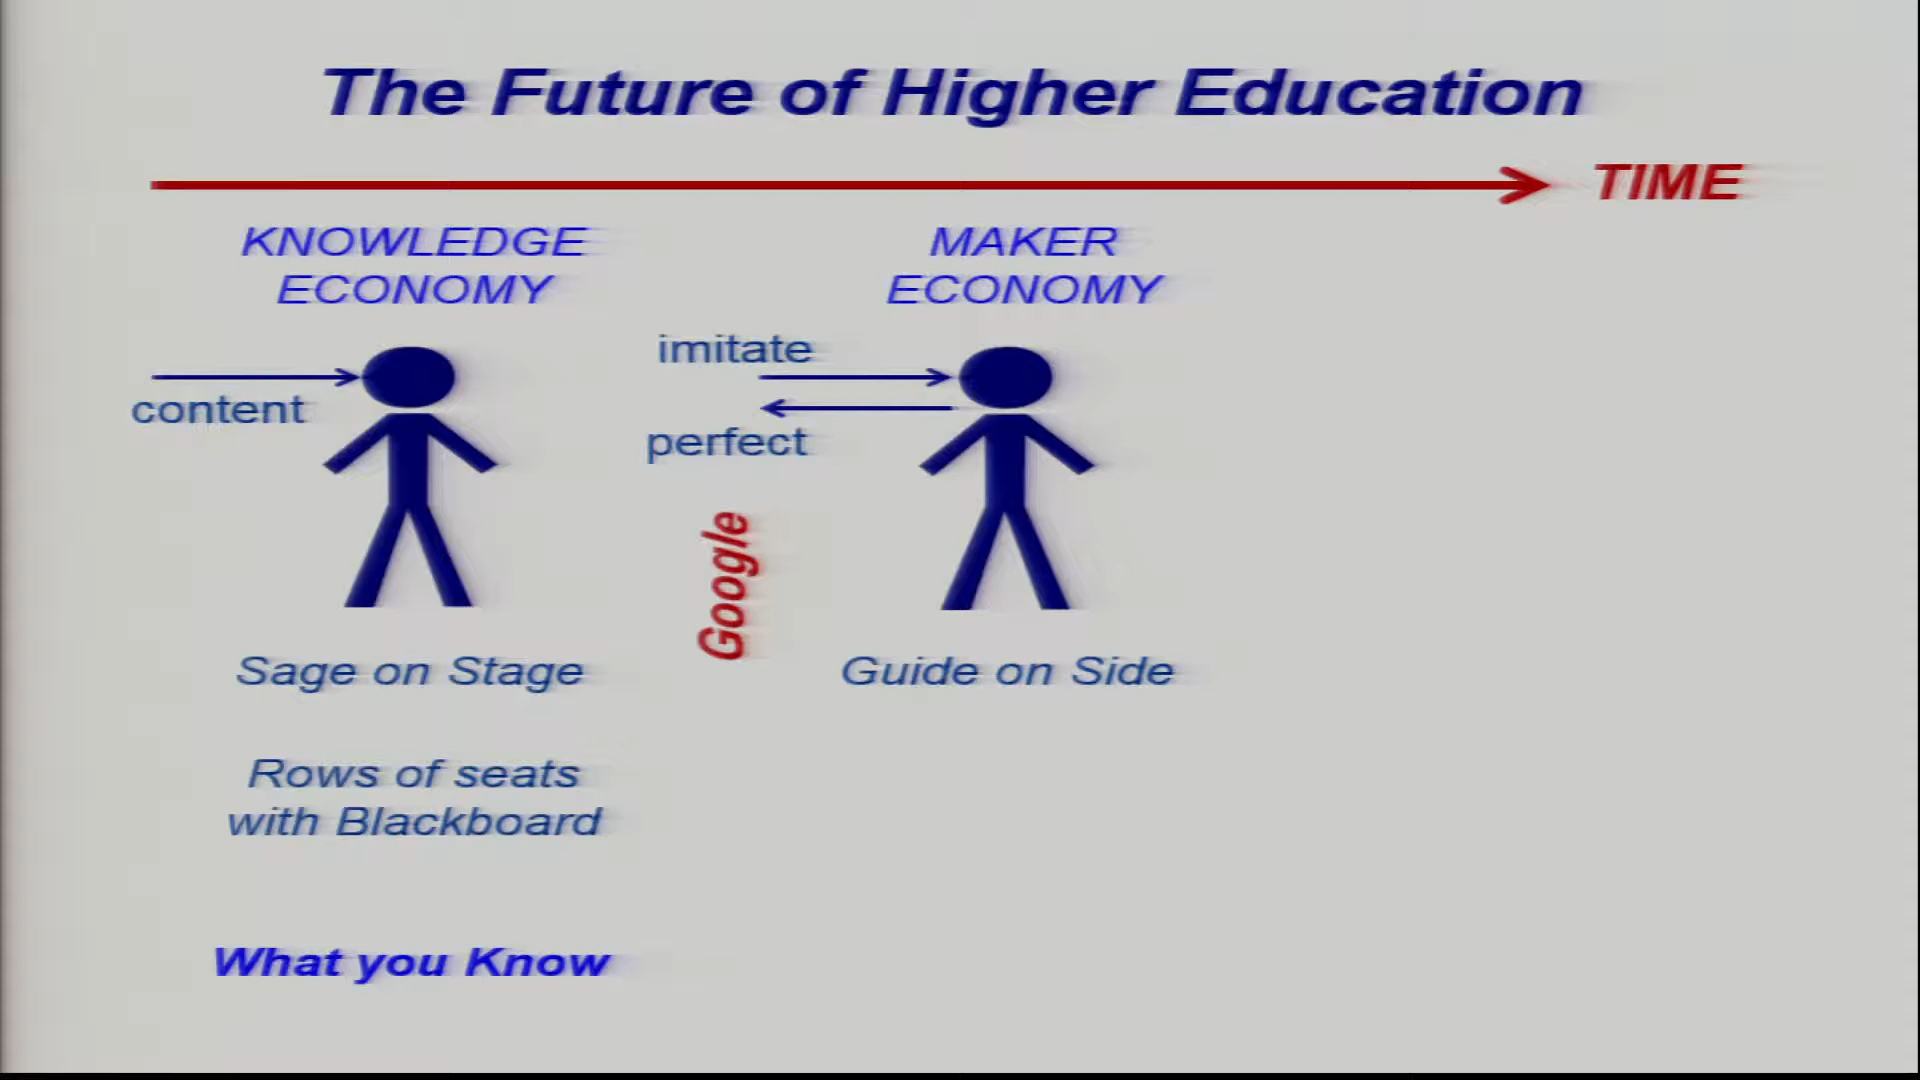 The Future of Higher Education
TIME
KNOWLEDGE
ECONOMY
content
Sage on Stage
Rows of seats
with Blackboard
What you Know
Google
MAKER
ECONOMY
imitate
perfect
Guide on Side